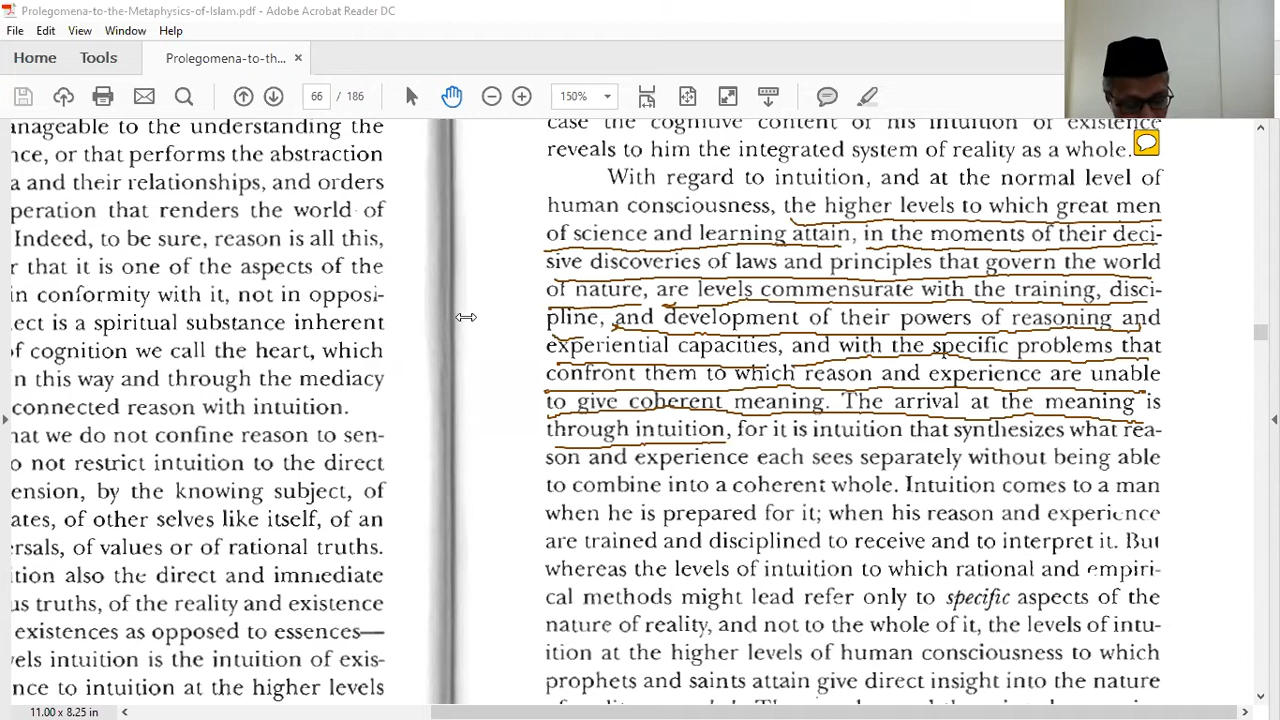 Prolegomena-to-the-Metaphysics-of-Islam.pdf - Adobe Acrobat Reader DC
File Edit View Window Help
Home Tools Prolegomena-to-th... ×
66 / 186 150%
anageable to the understanding the
nce, or that performs the abstraction
a and their relationships, and orders
peration that renders the world of
Indeed, to be sure, reason is all this,
r that it is one of the aspects of the
in conformity with it, not in opposi-
ect is a spiritual substance inherent
of cognition we call the heart, which
n this way and through the mediacy
connected reason with intuition.
hat we do not confine reason to sen-
o not restrict intuition to the direct
ension, by the knowing subject, of
ates, of other selves like itself, of an
ersals, of values or of rational truths.
ition also the direct and immediate
us truths, of the reality and existence
existences as opposed to essences—
vels intuition is the intuition of exis-
nce to intuition at the higher levels
case the cognitive content of his intuition of existence
reveals to him the integrated system of reality as a whole.
With regard to intuition, and at the normal level of
human consciousness, the higher levels to which great men
of science and learning attain, in the moments of their deci-
sive discoveries of laws and principles that govern the world
of nature, are levels commensurate with the training, disci-
pline, and development of their powers of reasoning and
experiential capacities, and with the specific problems that
confront them to which reason and experience are unable
to give coherent meaning. The arrival at the meaning is
through intuition, for it is intuition that synthesizes what rea-
son and experience each sees separately without being able
to combine into a coherent whole. Intuition comes to a man
when he is prepared for it; when his reason and experience
are trained and disciplined to receive and to interpret it. But
whereas the levels of intuition to which rational and empiri-
cal methods might lead refer only to specific aspects of the
nature of reality, and not to the whole of it, the levels of intu-
ition at the higher levels of human consciousness to which
prophets and saints attain give direct insight into the nature
11.00 x 8.25 in